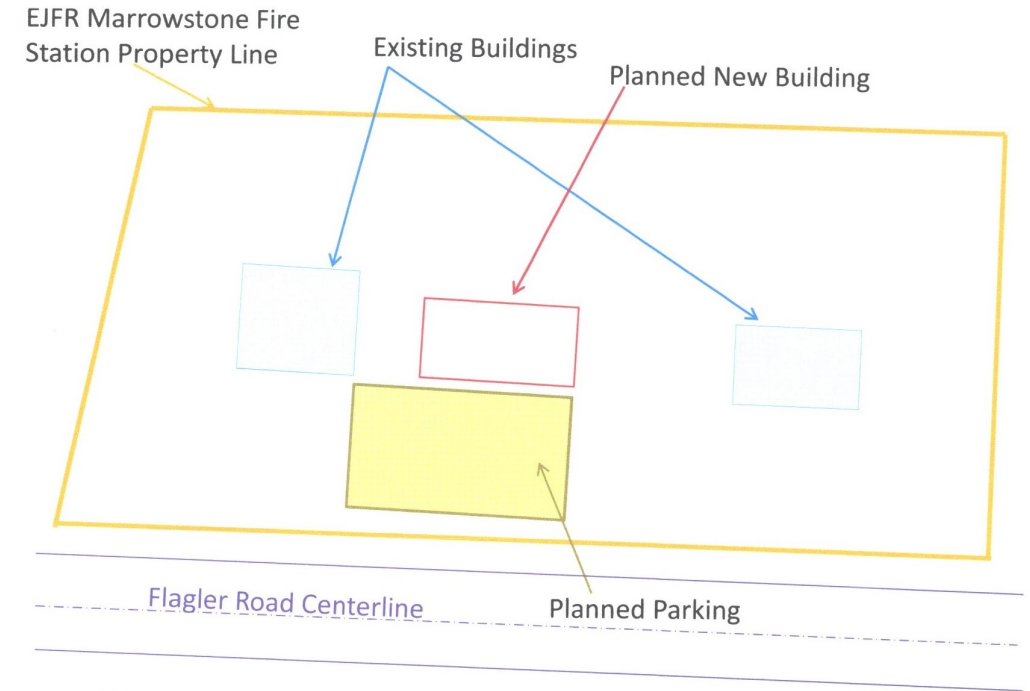 EJFR Marrowstone Fire
Station Property Line
Existing Buildings
Planned New Building
Flagler Road Centerline
Planned Parking